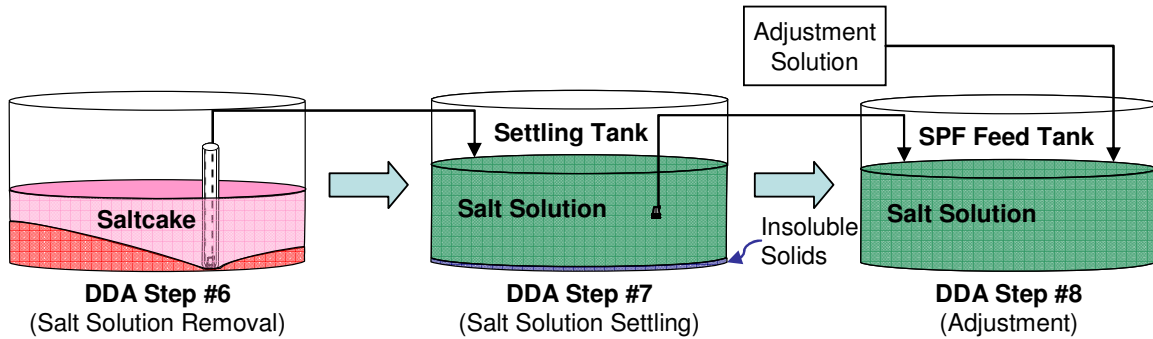 Adjustment
Solution
Settling Tank
SPF Feed Tank
Saltcake
Salt Solution
Salt Solution
Insoluble
Solids
DDA Step #6
(Salt Solution Removal)
DDA Step #7
(Salt Solution Settling)
DDA Step #8
(Adjustment)